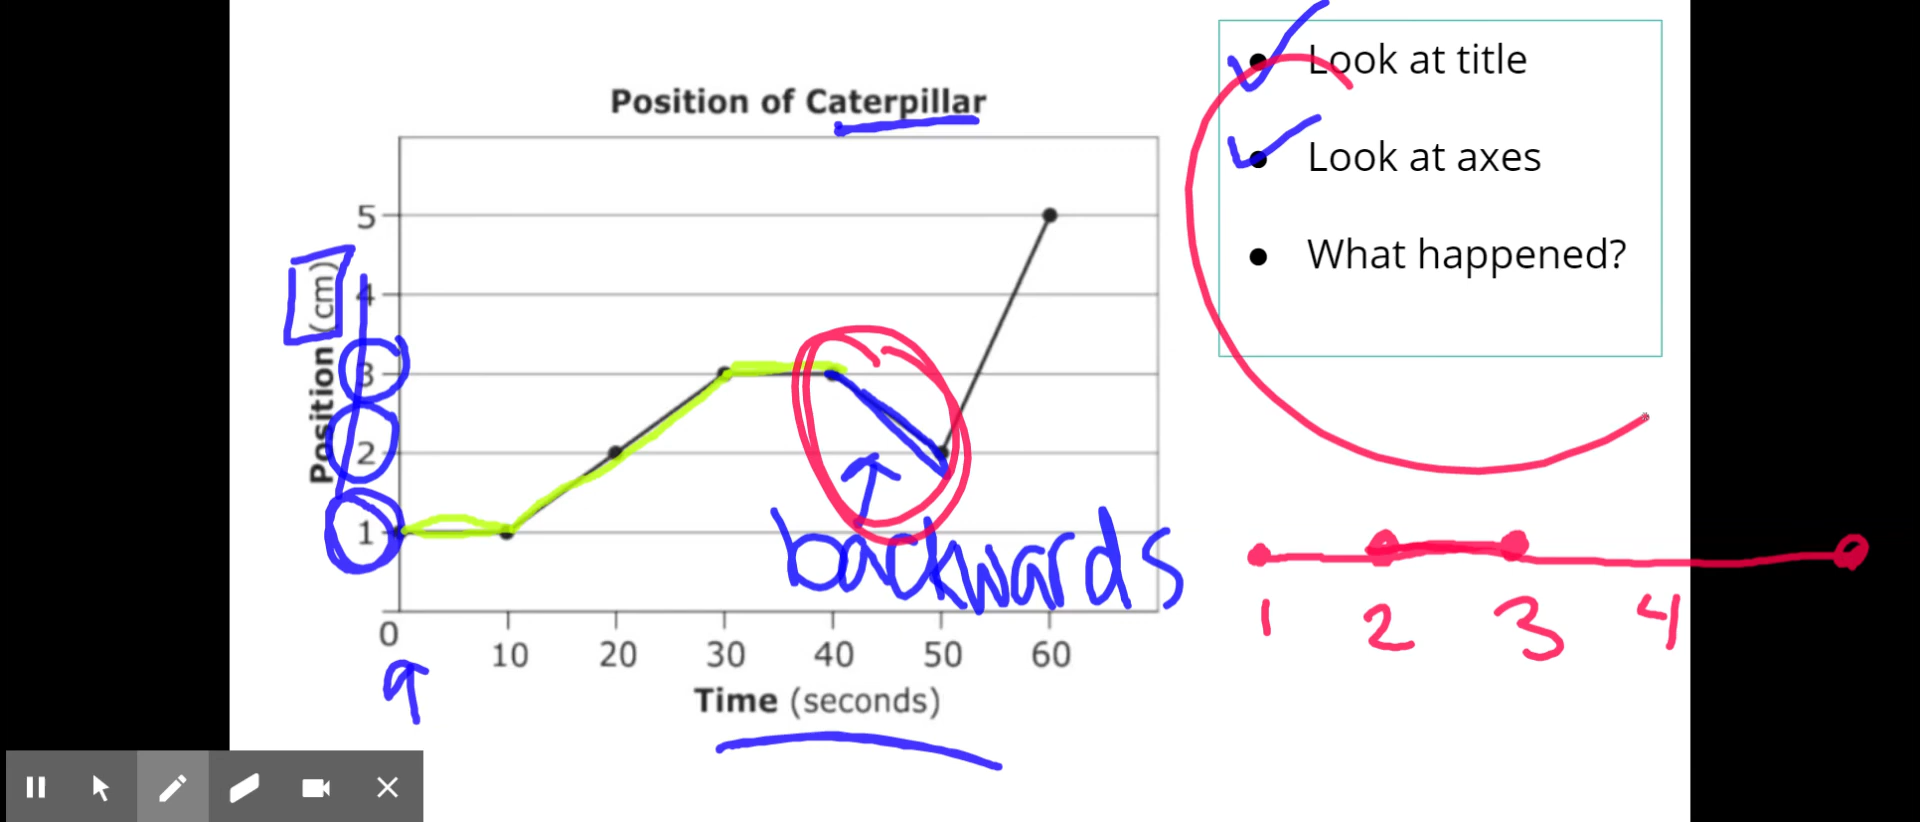 Look at title
Look at axes
What happened?
Position of Caterpillar
Position (cm)
5
4
3
2
1
0
10 20 30 40 50 60
Time (seconds)
backwards
1 2 3 4